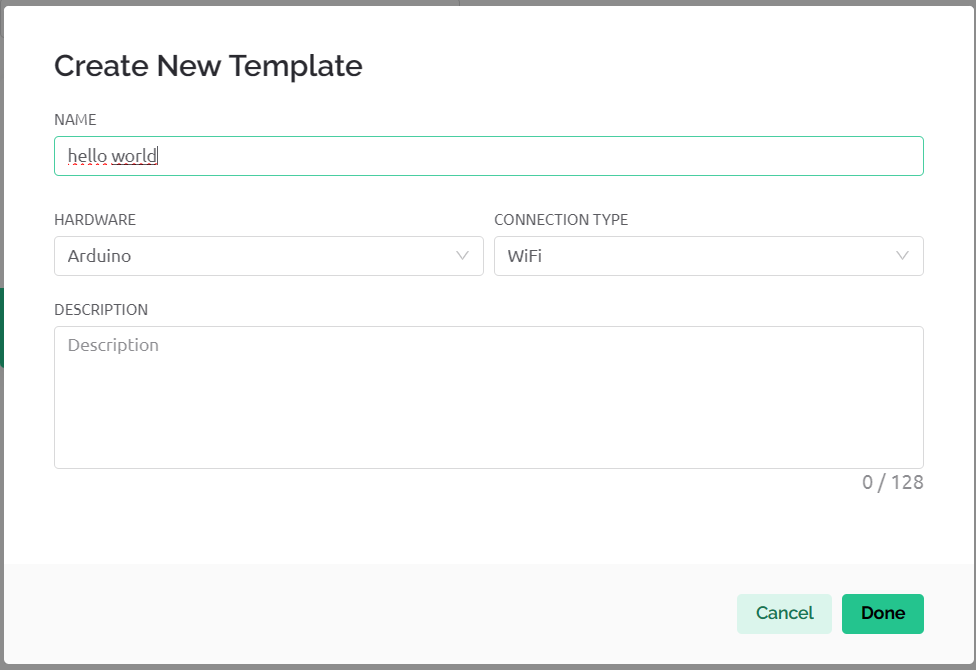 Create New Template
NAME
hello world
HARDWARE
CONNECTION TYPE
Arduino
WiFi
DESCRIPTION
Description
0 / 128
Cancel
Done